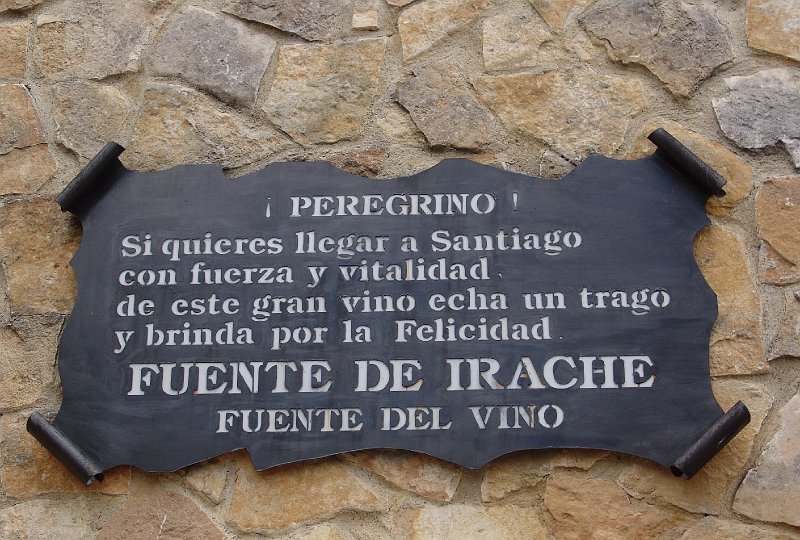 ¡ PEREGRINO !
Si quieres llegar a Santiago
con fuerza y vitalidad,
de este gran vino echa un trago
y brinda por la Felicidad.
FUENTE DE IRACHE
FUENTE DEL VINO